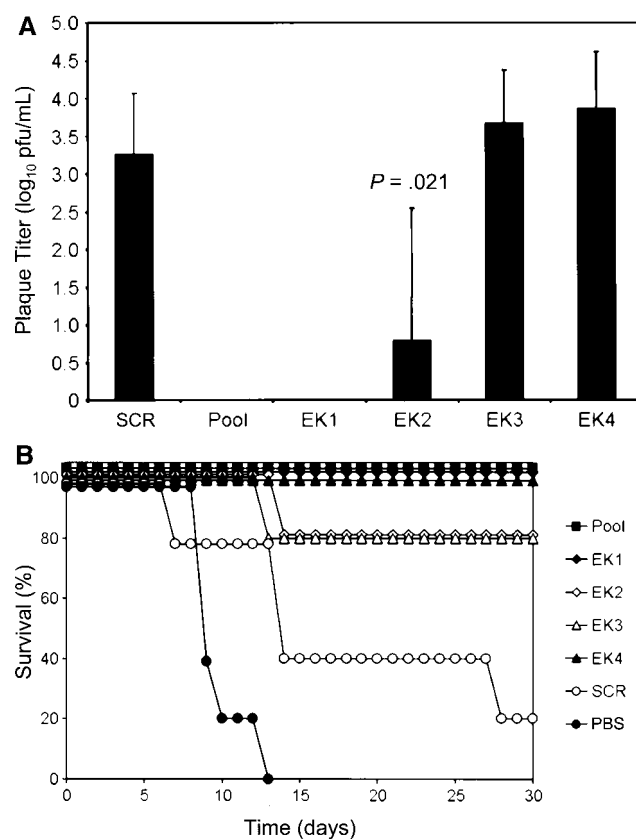 A
5.0
4.5
4.0
3.5
3.0
2.5
2.0
1.5
1.0
0.5
0
Plaque Titer (log₁₀ pfu/mL)
P = .021
SCR Pool EK1 EK2 EK3 EK4
B
100
80
60
40
20
0
Survival (%)
0 5 10 15 20 25 30
Time (days)
Pool
EK1
EK2
EK3
EK4
SCR
PBS